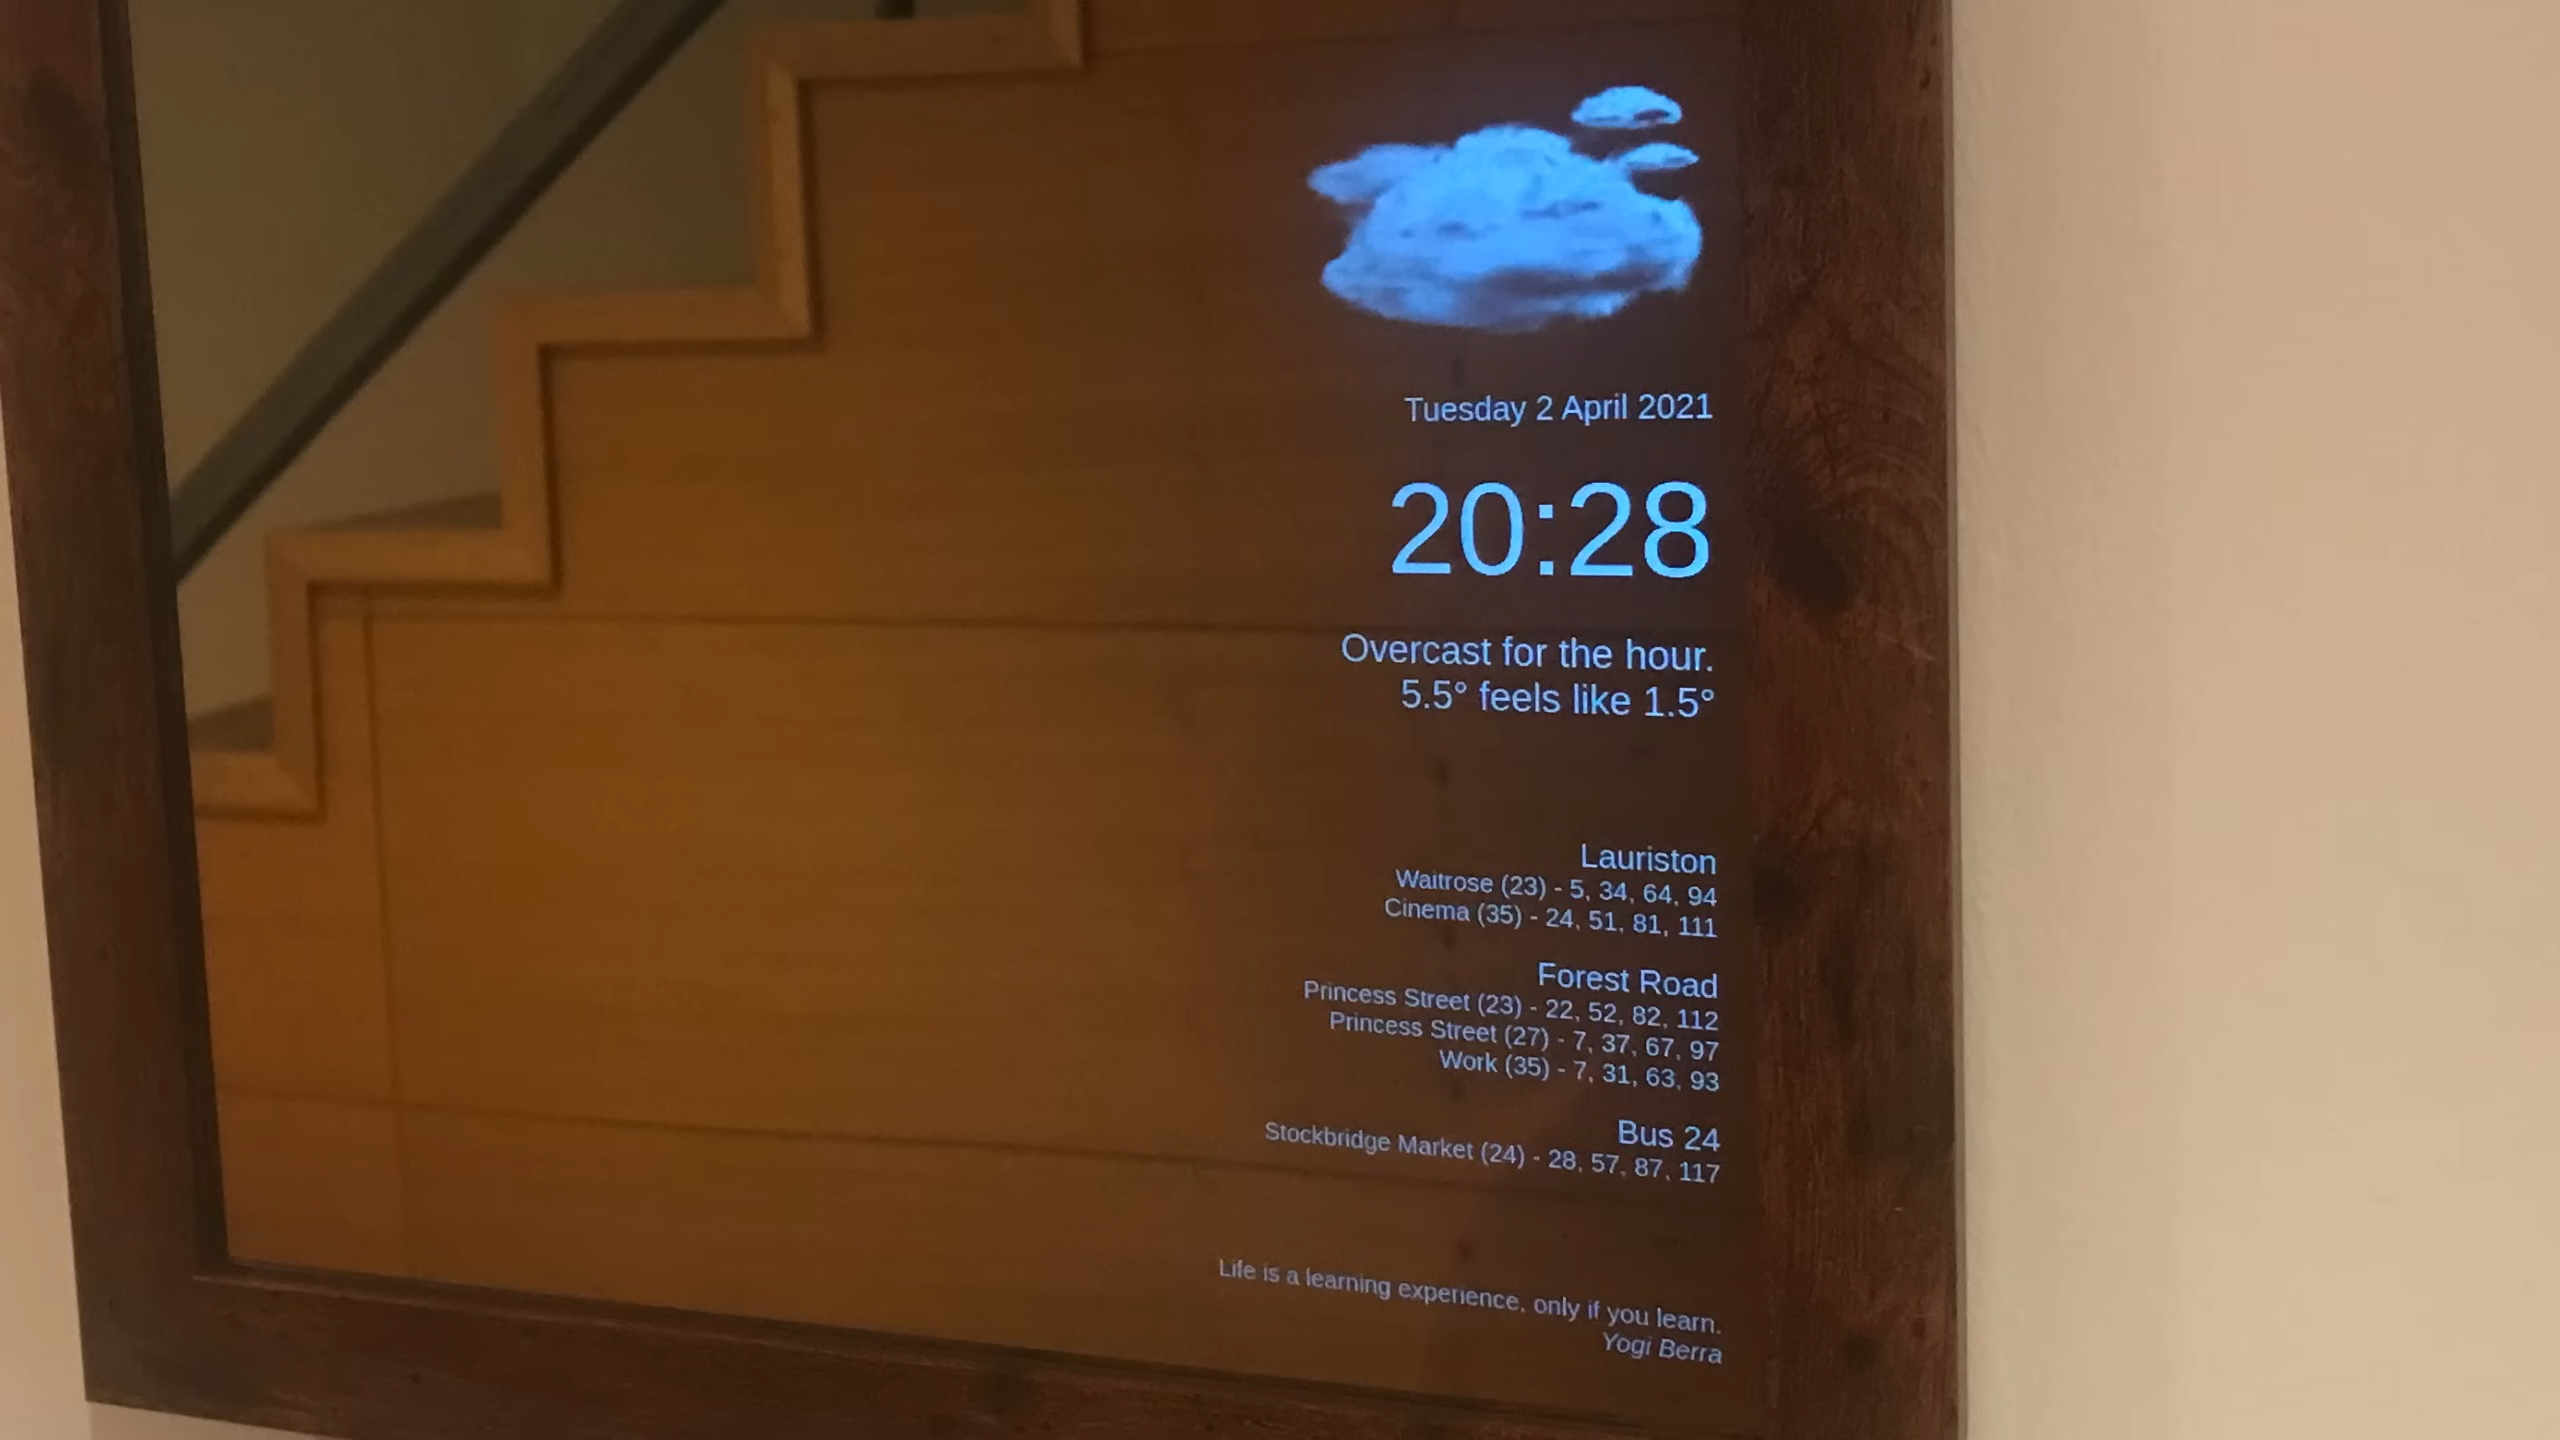 Tuesday 2 April 2021
20:28
Overcast for the hour.
5.5° feels like 1.5°
Lauriston
Waitrose (23) - 5, 34, 64, 94
Cinema (35) - 24, 51, 81, 111
Forest Road
Princess Street (23) - 22, 52, 82, 112
Princess Street (27) - 7, 37, 67, 97
Work (35) - 7, 31, 63, 93
Bus 24
Stockbridge Market (24) - 28, 57, 87, 117
Life is a learning experience, only if you learn.
Yogi Berra